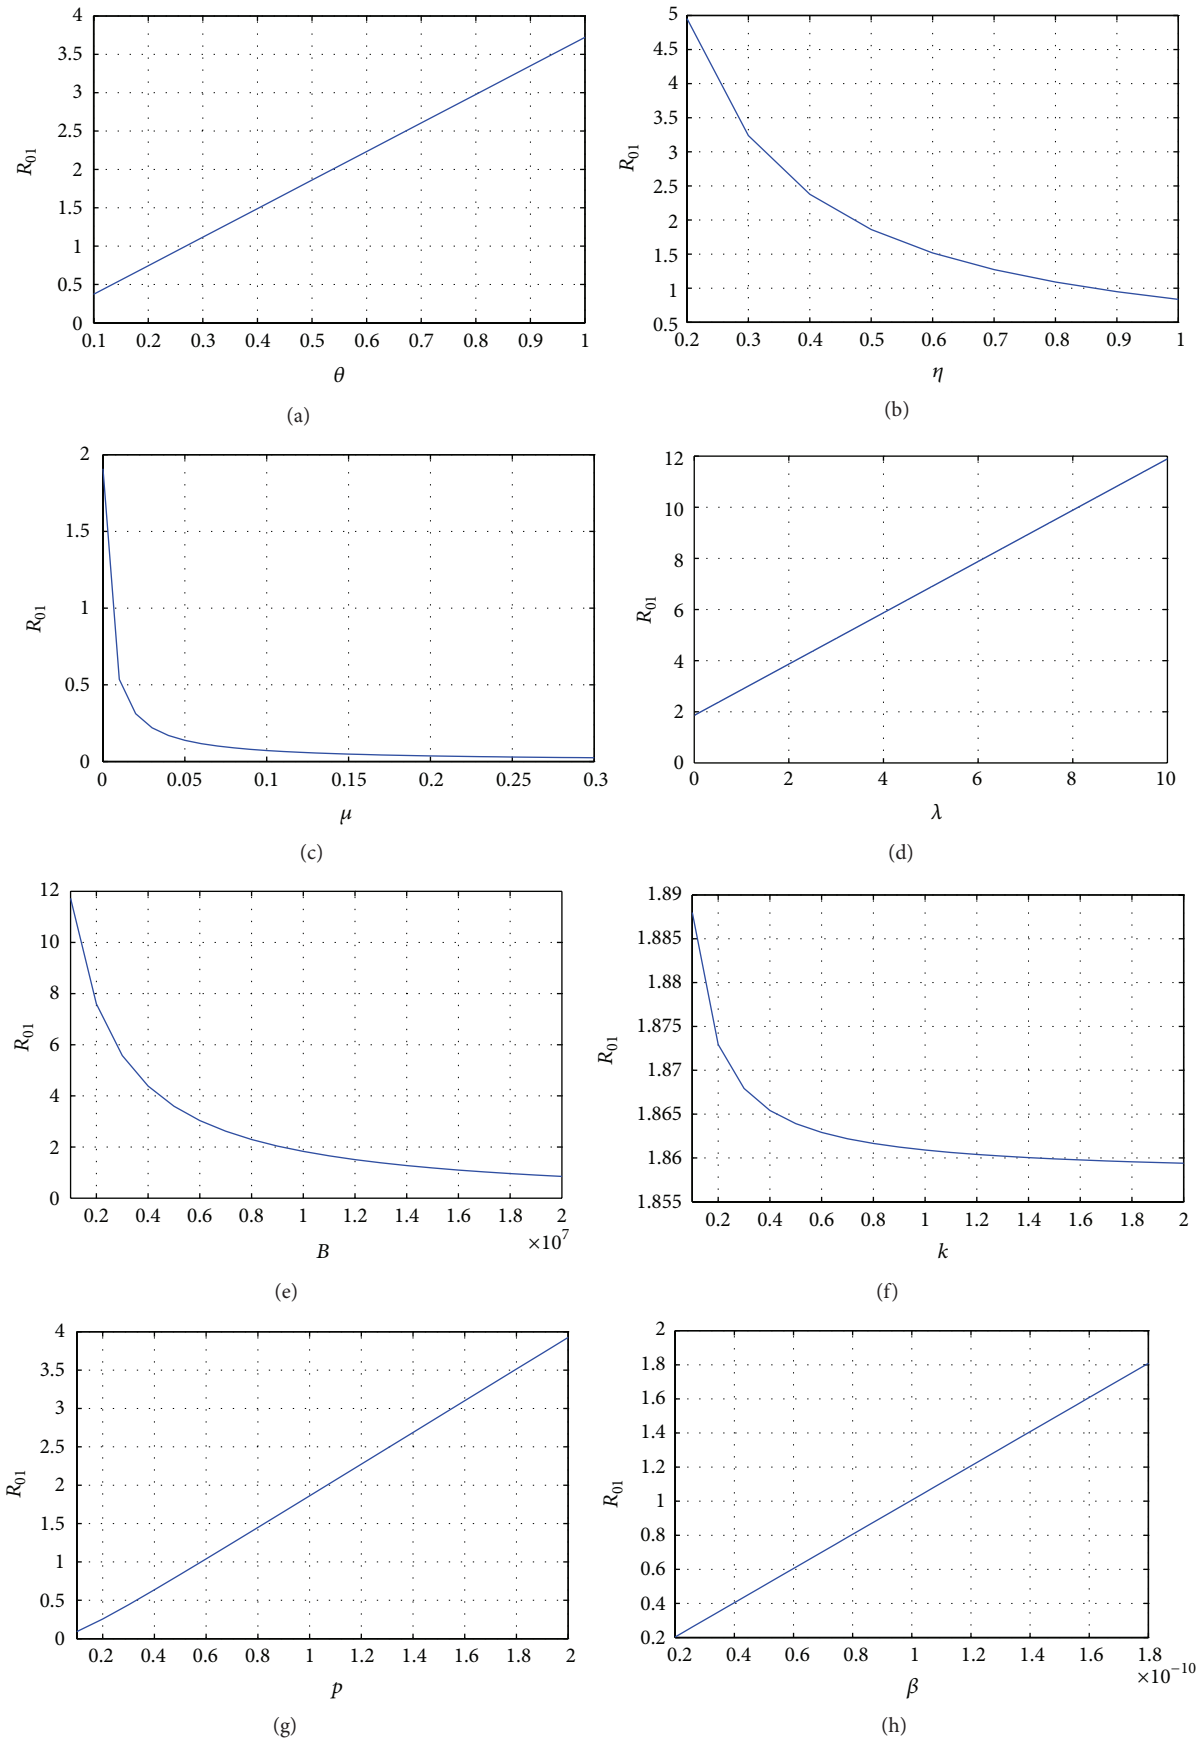 4
3.5
3
2.5
2
1.5
1
0.5
0
R01
0.1 0.2 0.3 0.4 0.5 0.6 0.7 0.8 0.9 1
θ
(a)
5
4.5
4
3.5
3
2.5
2
1.5
1
0.5
R01
0.2 0.3 0.4 0.5 0.6 0.7 0.8 0.9 1
η
(b)
2
1.5
1
0.5
0
R01
0 0.05 0.1 0.15 0.2 0.25 0.3
μ
(c)
12
10
8
6
4
2
0
R01
0 2 4 6 8 10
λ
(d)
12
10
8
6
4
2
0
R01
0.2 0.4 0.6 0.8 1 1.2 1.4 1.6 1.8 2
×10⁷
B
(e)
1.89
1.885
1.88
1.875
1.87
1.865
1.86
1.855
R01
0.2 0.4 0.6 0.8 1 1.2 1.4 1.6 1.8 2
k
(f)
4
3.5
3
2.5
2
1.5
1
0.5
0
R01
0.2 0.4 0.6 0.8 1 1.2 1.4 1.6 1.8 2
p
(g)
2
1.8
1.6
1.4
1.2
1
0.8
0.6
0.4
0.2
R01
0.2 0.4 0.6 0.8 1 1.2 1.4 1.6 1.8
×10⁻¹⁰
β
(h)